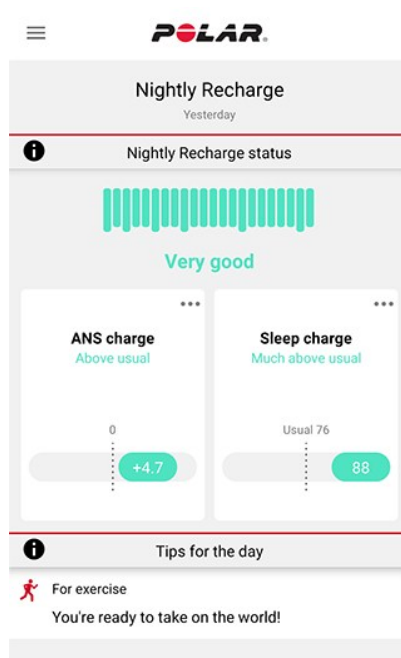 POLAR.
Nightly Recharge
Yesterday
Nightly Recharge status
Very good
ANS charge
Above usual
0
+4.7
Sleep charge
Much above usual
Usual 76
88
Tips for the day
For exercise
You're ready to take on the world!